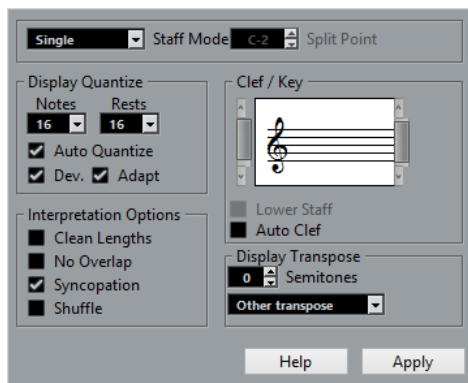 Single Staff Mode C-2 Split Point
Display Quantize
Notes Rests
16 16
Auto Quantize
Dev. Adapt
Interpretation Options
Clean Lengths
No Overlap
Syncopation
Shuffle
Clef / Key
Lower Staff
Auto Clef
Display Transpose
0 Semitones
Other transpose
Help Apply